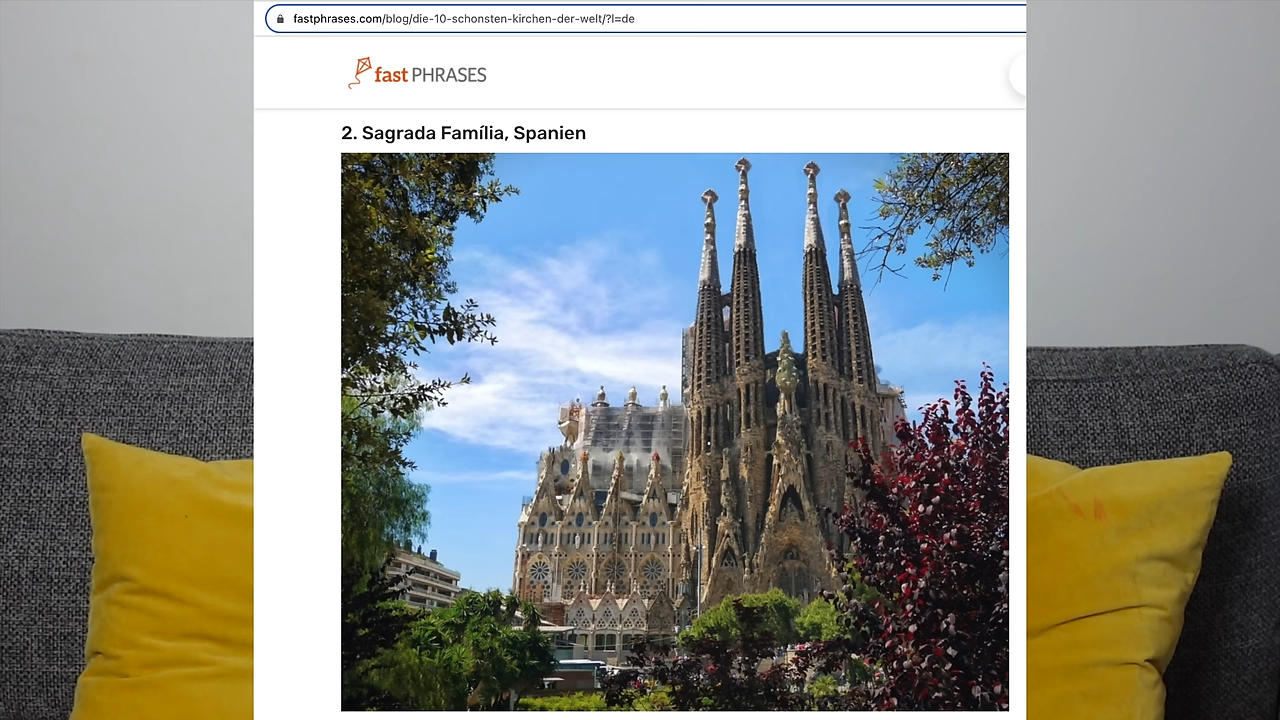 fastphrases.com/blog/die-10-schonsten-kirchen-der-welt/?l=de
fast PHRASES
2. Sagrada Família, Spanien